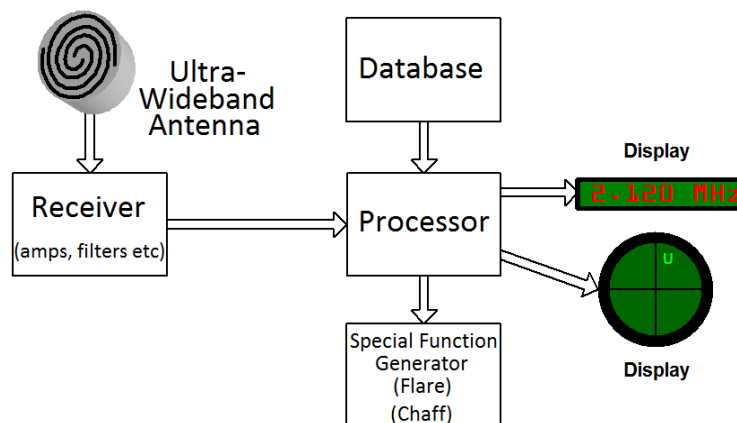 Ultra-
Wideband
Antenna
Database
Display
2.120 MHz
Receiver
(amps, filters etc)
Processor
U
Special Function
Generator
(Flare)
(Chaff)
Display